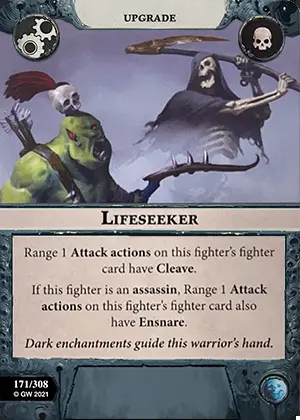 UPGRADE
LIFESEEKER
Range 1 Attack actions on this fighter's fighter
card have Cleave.
If this fighter is an assassin, Range 1 Attack
actions on this fighter's fighter card also
have Ensnare.
Dark enchantments guide this warrior's hand.
171/308
© GW 2021